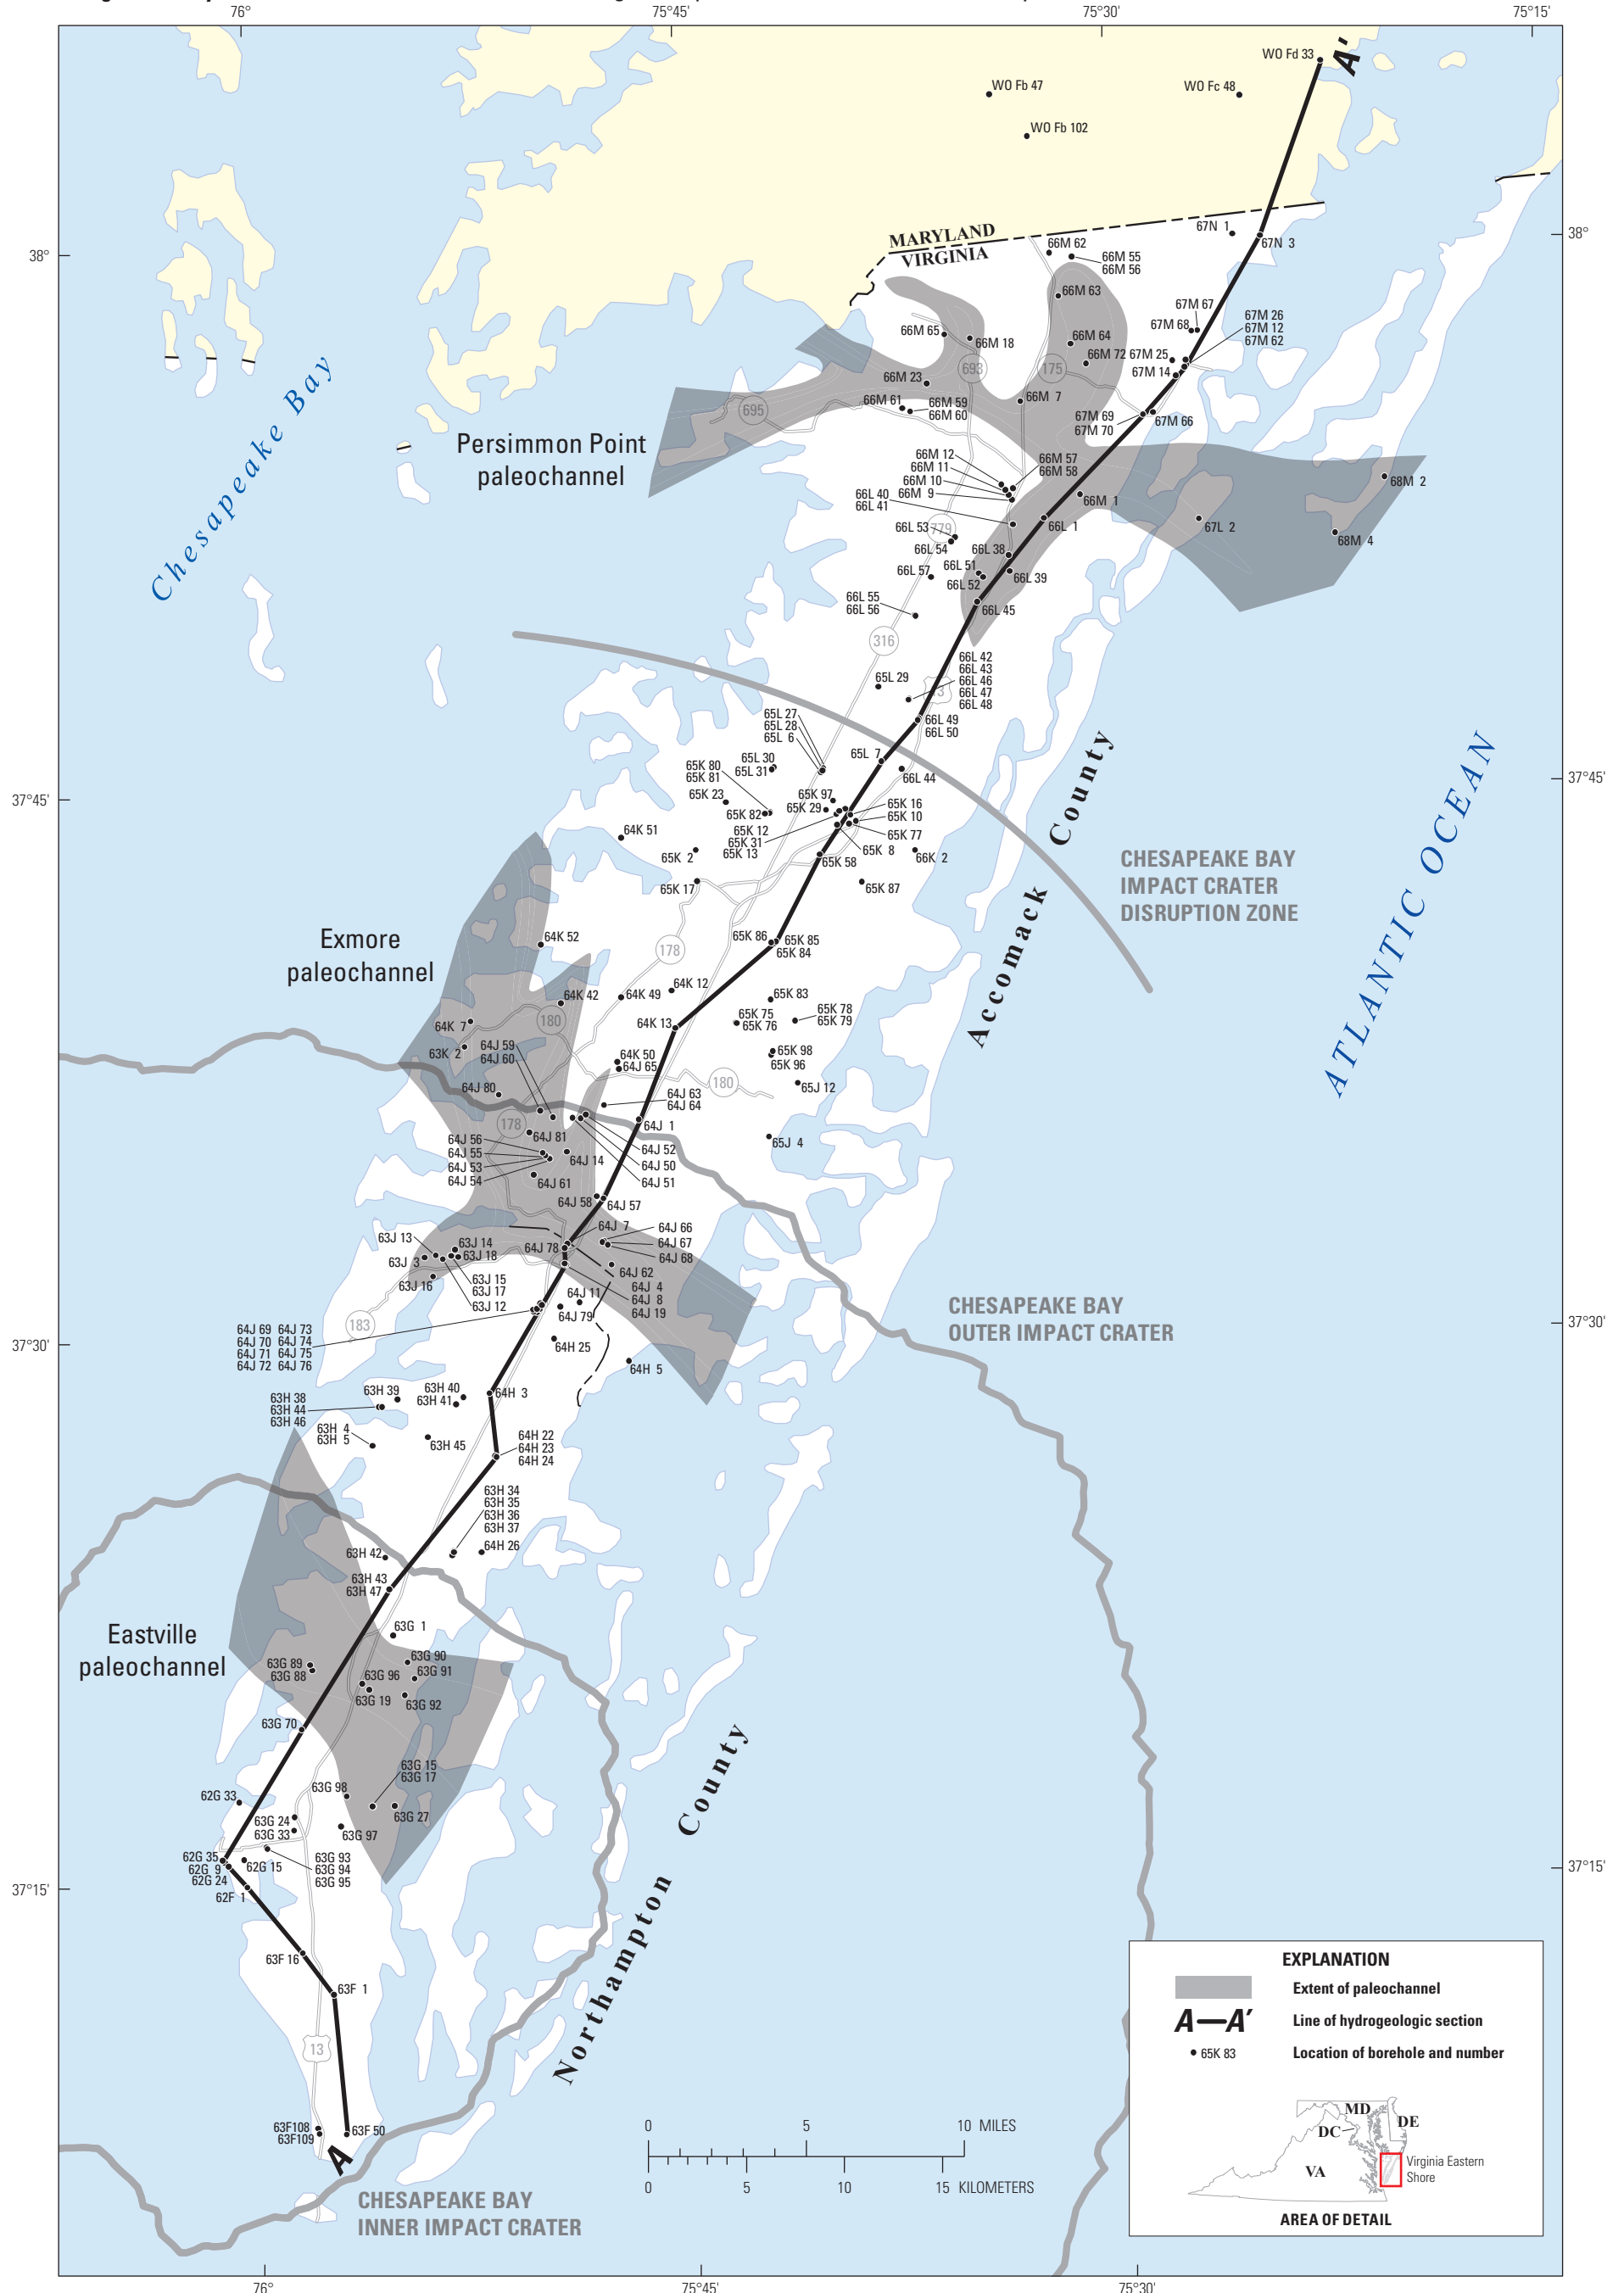 76°
75°45'
75°30'
75°15'
WO Fd 33
A'
WO Fb 47
WO Fc 48
WO Fb 102
MARYLAND
VIRGINIA
67N 1
67N 3
38°
38°
66M 62
66M 55
66M 56
66M 63
67M 67
67M 68
67M 26
67M 12
67M 62
66M 65
66M 18
66M 64
66M 72
67M 25
67M 14
693
175
66M 23
66M 7
695
66M 61
66M 59
66M 60
67M 69
67M 70
67M 66
Chesapeake Bay
Persimmon Point
paleochannel
66M 12
66M 11
66M 10
66M 9
66M 57
66M 58
66L 40
66L 41
66M 1
68M 2
66L 53
66L 54
779
66L 1
67L 2
68M 4
66L 38
66L 57
66L 51
66L 52
66L 39
66L 55
66L 56
66L 45
316
66L 42
66L 43
66L 46
66L 47
66L 48
65L 29
13
66L 49
66L 50
65L 27
65L 28
65L 6
65L 7
65L 30
65L 31
66L 44
65K 80
65K 81
37°45'
37°45'
65K 23
65K 97
65K 29
65K 82
65K 16
65K 10
65K 77
65K 12
65K 31
65K 13
65K 8
64K 51
65K 2
65K 58
66K 2
65K 17
65K 87
Accomack County
CHESAPEAKE BAY
IMPACT CRATER
DISRUPTION ZONE
ATLANTIC OCEAN
Exmore
paleochannel
64K 52
178
65K 86
65K 85
65K 84
64K 42
64K 49
64K 12
65K 83
64K 7
180
64K 13
65K 75
65K 76
65K 78
65K 79
63K 2
64J 59
64J 60
64K 50
64J 65
65K 98
65K 96
180
65J 12
64J 80
64J 63
64J 64
178
64J 81
64J 1
65J 4
64J 56
64J 55
64J 53
64J 54
64J 14
64J 52
64J 50
64J 51
64J 61
64J 58
64J 57
63J 13
63J 14
63J 18
63J 3
64J 7
64J 78
64J 66
64J 67
64J 68
63J 16
63J 15
63J 17
63J 12
64J 62
64J 4
64J 8
64J 19
64J 11
64J 79
183
64J 69 64J 73
64J 70 64J 74
64J 71 64J 75
64J 72 64J 76
CHESAPEAKE BAY
OUTER IMPACT CRATER
37°30'
37°30'
64H 25
64H 5
63H 38
63H 44
63H 46
63H 39
63H 40
63H 41
64H 3
63H 4
63H 5
63H 45
64H 22
64H 23
64H 24
63H 34
63H 35
63H 36
63H 37
64H 26
63H 42
63H 43
63H 47
Eastville
paleochannel
63G 1
63G 89
63G 88
63G 90
63G 91
63G 96
63G 19
63G 92
63G 70
Northampton County
63G 15
63G 17
62G 33
63G 98
63G 27
63G 24
63G 33
63G 97
62G 35
62G 9
62G 24
62G 15
63G 93
63G 94
63G 95
37°15'
37°15'
62F 1
63F 16
63F 1
13
63F108
63F109
63F 50
A
CHESAPEAKE BAY
INNER IMPACT CRATER
0 5 10 MILES
0 5 10 15 KILOMETERS
EXPLANATION
Extent of paleochannel
A—A' Line of hydrogeologic section
65K 83 Location of borehole and number
MD
DE
DC
VA
Virginia Eastern
Shore
AREA OF DETAIL
76°
75°45'
75°30'